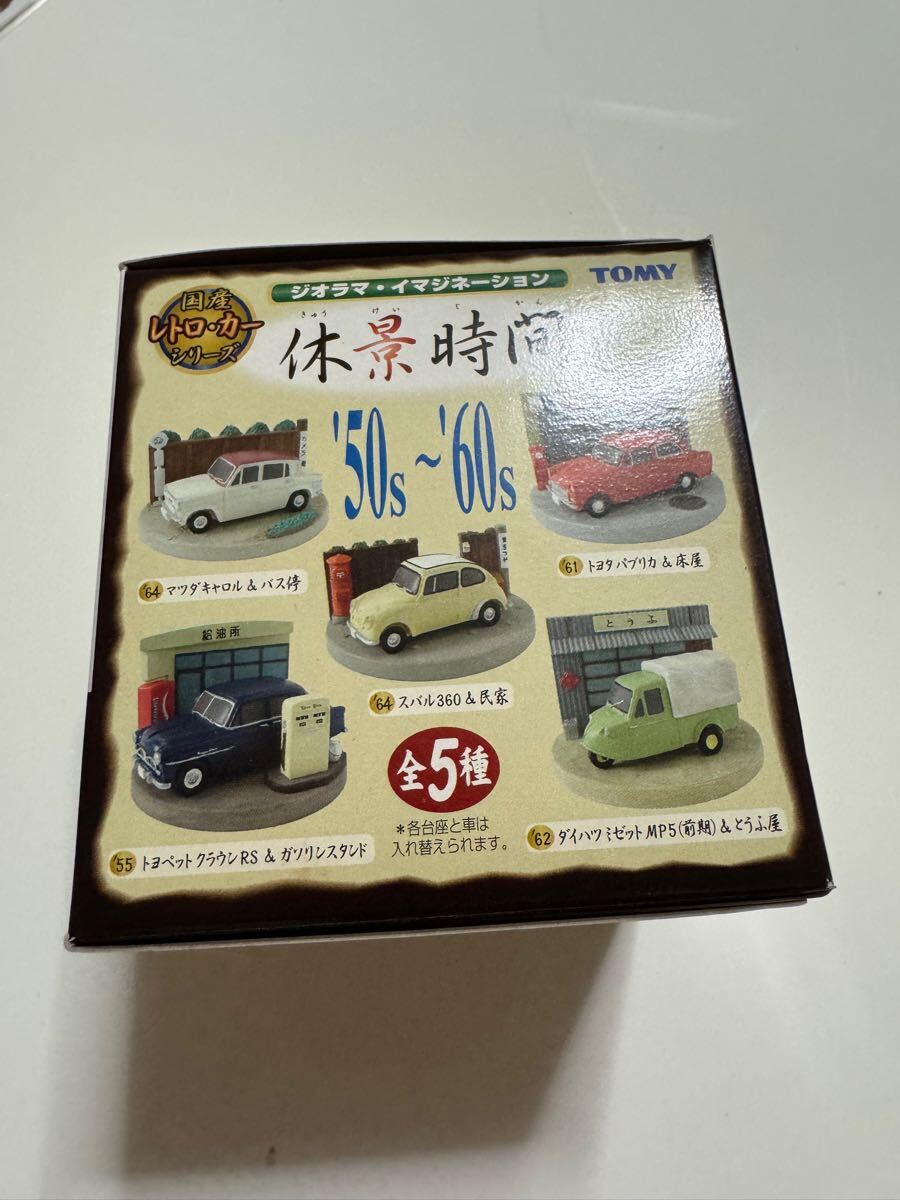 ジオラマ・イマジネーション
TOMY
国産
レトロ・カー
シリーズ
きゅう けい じ かん
休景時間
'50s～'60s
'64 マツダキャロル & バス停
'61 トヨタ パブリカ & 床屋
給油所
とうふ
'64 スバル360 & 民家
全5種
*各台座と車は
入れ替えられます。
'55 トヨペット クラウンRS & ガソリンスタンド
'62 ダイハツ ミゼット MP5(前期) & とうふ屋